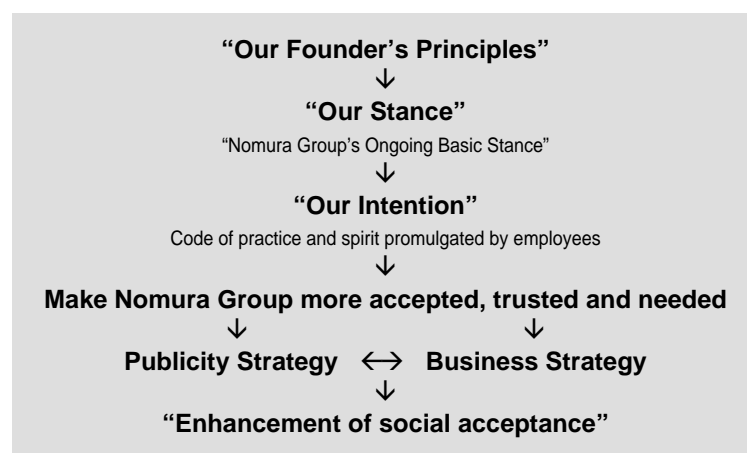 “Our Founder’s Principles”
↓
“Our Stance”
“Nomura Group’s Ongoing Basic Stance”
↓
“Our Intention”
Code of practice and spirit promulgated by employees
↓
Make Nomura Group more accepted, trusted and needed
↓ ↓
Publicity Strategy ↔ Business Strategy
↓
“Enhancement of social acceptance”